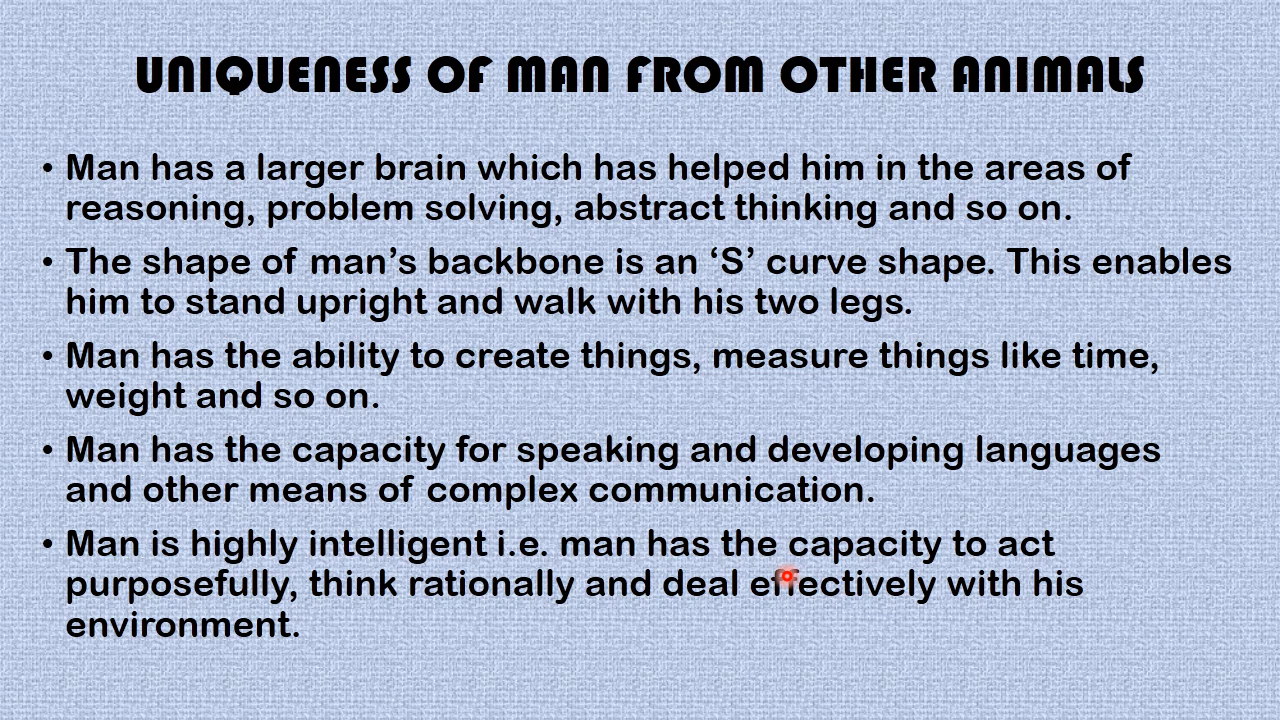 UNIQUENESS OF MAN FROM OTHER ANIMALS
• Man has a larger brain which has helped him in the areas of
reasoning, problem solving, abstract thinking and so on.
• The shape of man’s backbone is an ‘S’ curve shape. This enables
him to stand upright and walk with his two legs.
• Man has the ability to create things, measure things like time,
weight and so on.
• Man has the capacity for speaking and developing languages
and other means of complex communication.
• Man is highly intelligent i.e. man has the capacity to act
purposefully, think rationally and deal effectively with his
environment.